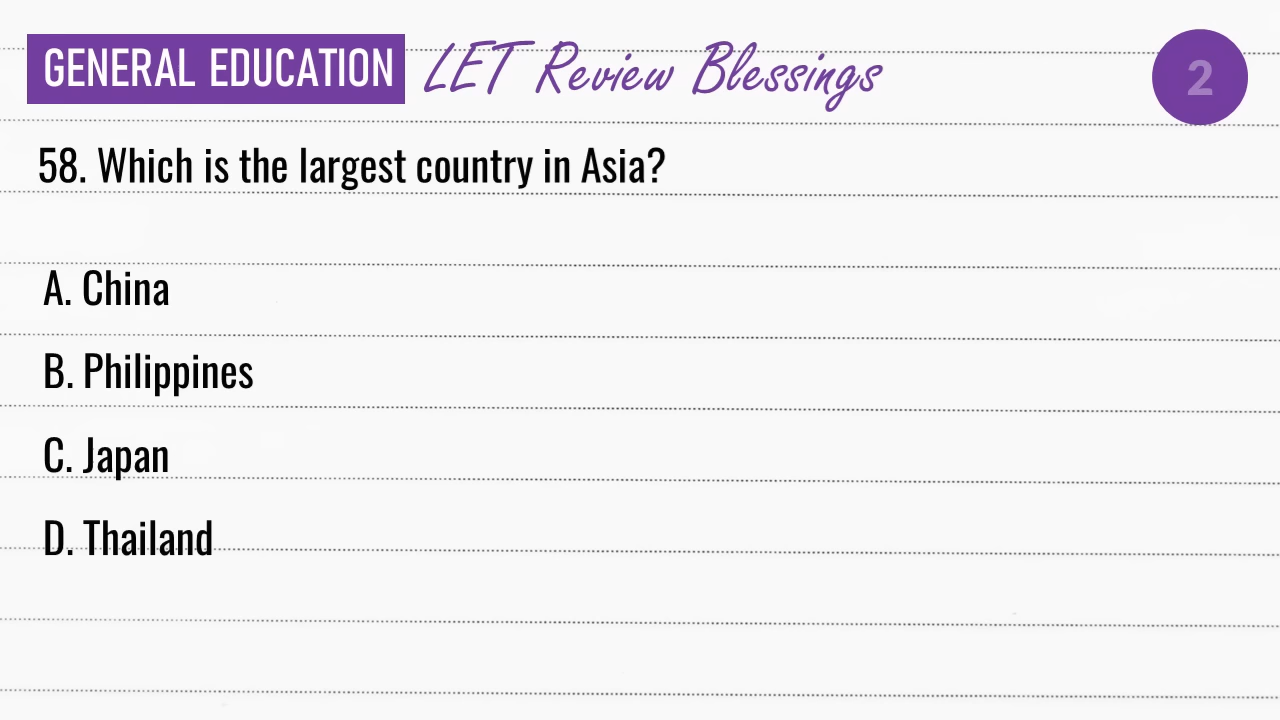 GENERAL EDUCATION LET Review Blessings
2
58. Which is the largest country in Asia?
A. China
B. Philippines
C. Japan
D. Thailand